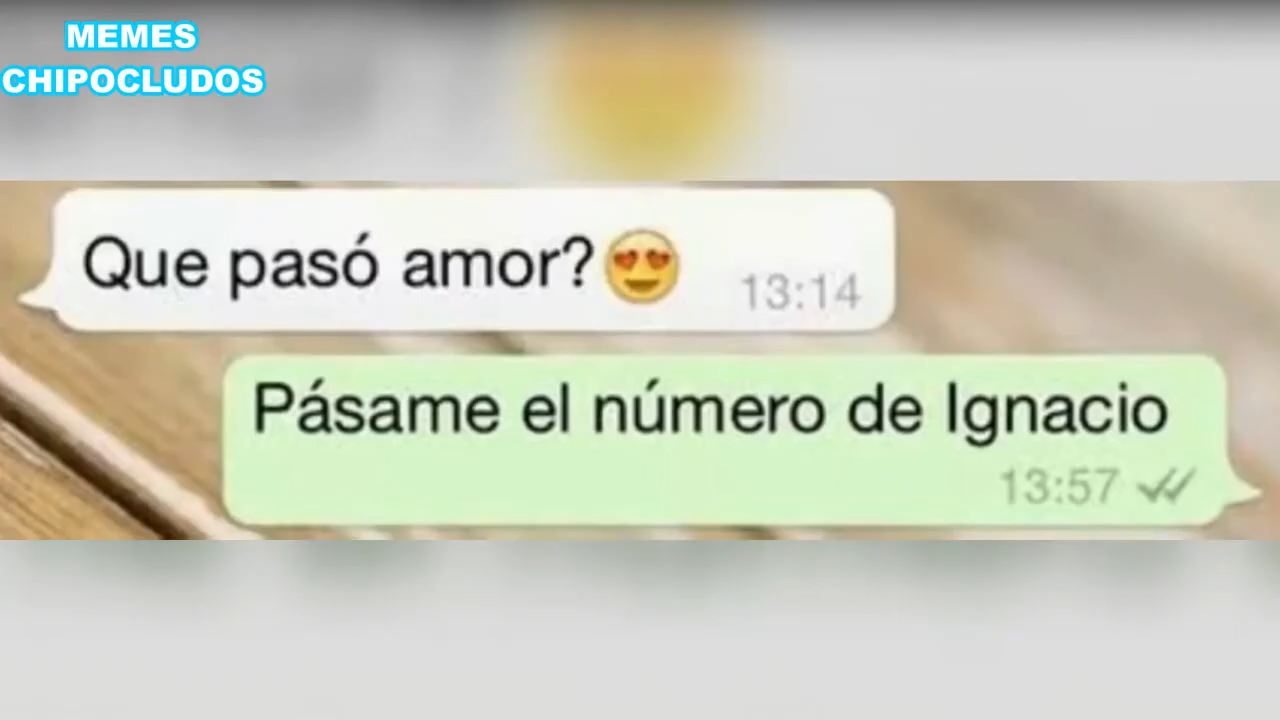 MEMES
CHIPOCLUDOS
Que pasó amor?😍 13:14
Pásame el número de Ignacio
13:57